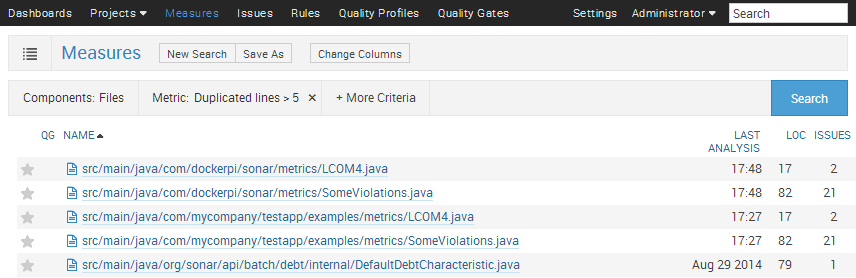 Dashboards Projects Measures Issues Rules Quality Profiles Quality Gates Settings Administrator Search
Measures New Search Save As Change Columns
Components: Files Metric: Duplicated lines > 5 × + More Criteria Search
QG NAME LAST ANALYSIS LOC ISSUES
src/main/java/com/dockerpi/sonar/metrics/LCOM4.java 17:48 17 2
src/main/java/com/dockerpi/sonar/metrics/SomeViolations.java 17:48 82 21
src/main/java/com/mycompany/testapp/examples/metrics/LCOM4.java 17:27 17 2
src/main/java/com/mycompany/testapp/examples/metrics/SomeViolations.java 17:27 82 21
src/main/java/org/sonar/api/batch/debt/internal/DefaultDebtCharacteristic.java Aug 29 2014 79 1